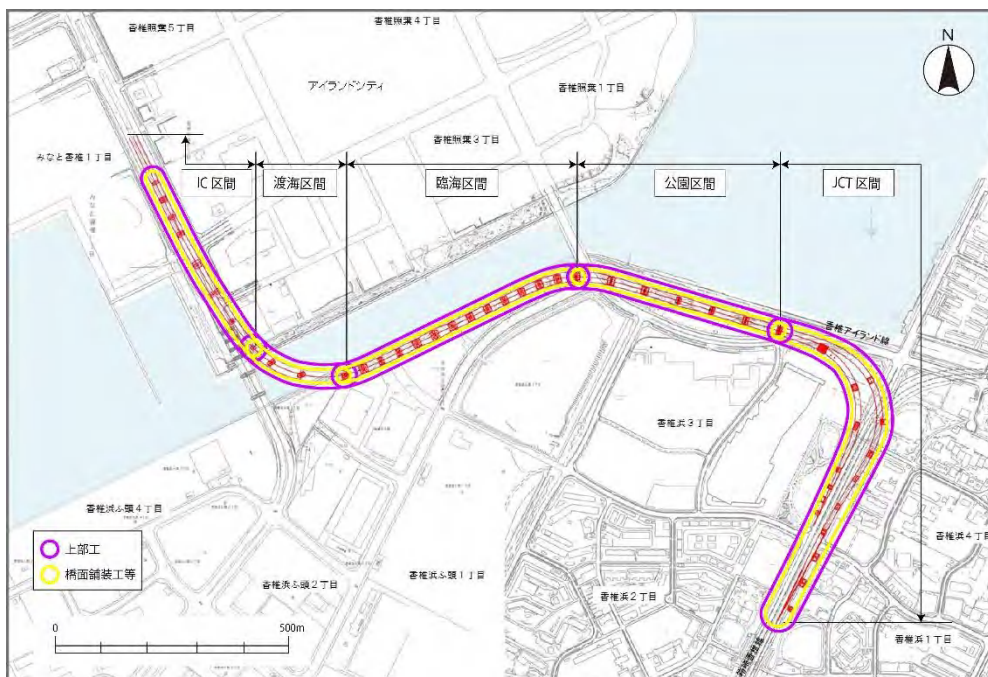 香椎照葉5丁目
香椎照葉4丁目
N
アイランドシティ
香椎照葉1丁目
香椎照葉3丁目
みなと香椎1丁目
IC 区間
渡海区間
臨海区間
公園区間
JCT 区間
香椎アイランド線
香椎浜3丁目
香椎浜ふ頭4丁目
香椎浜4丁目
上部工
橋面舗装工等
香椎浜ふ頭2丁目
香椎浜ふ頭1丁目
香椎浜2丁目
香椎浜1丁目
0
500m